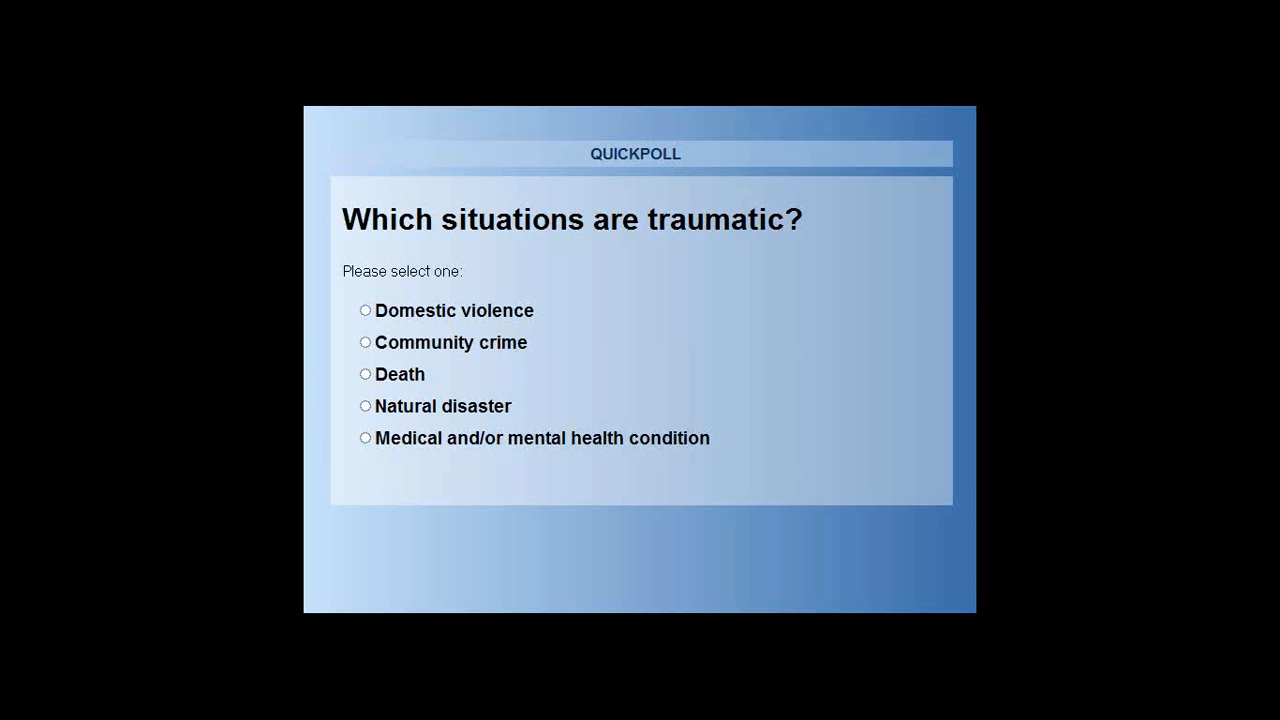 QUICKPOLL
Which situations are traumatic?
Please select one:
Domestic violence
Community crime
Death
Natural disaster
Medical and/or mental health condition